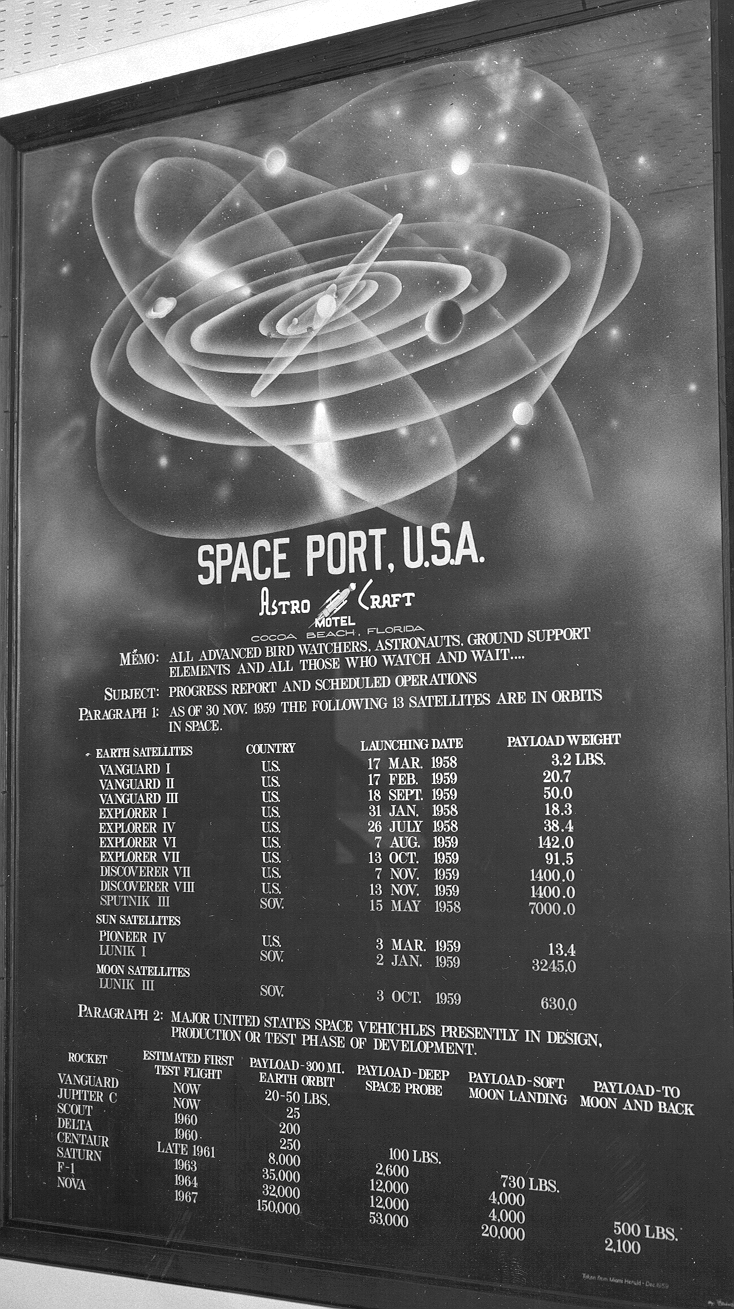 SPACE PORT, U.S.A.
ASTRO CRAFT
MOTEL
COCOA BEACH, FLORIDA
MEMO: ALL ADVANCED BIRD WATCHERS, ASTRONAUTS, GROUND SUPPORT
ELEMENTS AND ALL THOSE WHO WATCH AND WAIT....
SUBJECT: PROGRESS REPORT AND SCHEDULED OPERATIONS
PARAGRAPH 1: AS OF 30 NOV. 1959 THE FOLLOWING 13 SATELLITES ARE IN ORBITS
IN SPACE.
EARTH SATELLITES COUNTRY LAUNCHING DATE PAYLOAD WEIGHT
VANGUARD I U.S. 17 MAR. 1958 3.2 LBS.
VANGUARD II U.S. 17 FEB. 1959 20.7
VANGUARD III U.S. 18 SEPT. 1959 50.0
EXPLORER I U.S. 31 JAN. 1958 18.3
EXPLORER IV U.S. 26 JULY 1958 38.4
EXPLORER VI U.S. 7 AUG. 1959 142.0
EXPLORER VII U.S. 13 OCT. 1959 91.5
DISCOVERER VII U.S. 7 NOV. 1959 1400.0
DISCOVERER VIII U.S. 13 NOV. 1959 1400.0
SPUTNIK III SOV. 15 MAY 1958 7000.0
SUN SATELLITES
PIONEER IV U.S. 3 MAR. 1959 13.4
LUNIK I SOV. 2 JAN. 1959 3245.0
MOON SATELLITES
LUNIK III SOV. 3 OCT. 1959 630.0
PARAGRAPH 2: MAJOR UNITED STATES SPACE VEHICHLES PRESENTLY IN DESIGN,
PRODUCTION OR TEST PHASE OF DEVELOPMENT.
ROCKET ESTIMATED FIRST PAYLOAD-300 MI. PAYLOAD-DEEP PAYLOAD-SOFT PAYLOAD-TO
TEST FLIGHT EARTH ORBIT SPACE PROBE MOON LANDING MOON AND BACK
VANGUARD NOW 20-50 LBS.
JUPITER C NOW 25
SCOUT 1960 200
DELTA 1960 250 100 LBS.
CENTAUR LATE 1961 8,000 2,600 730 LBS.
SATURN 1963 35,000 12,000 4,000
F-1 1964 32,000 12,000 4,000 500 LBS.
NOVA 1967 150,000 53,000 20,000 2,100
Taken from Miami Herald - Dec. 1959